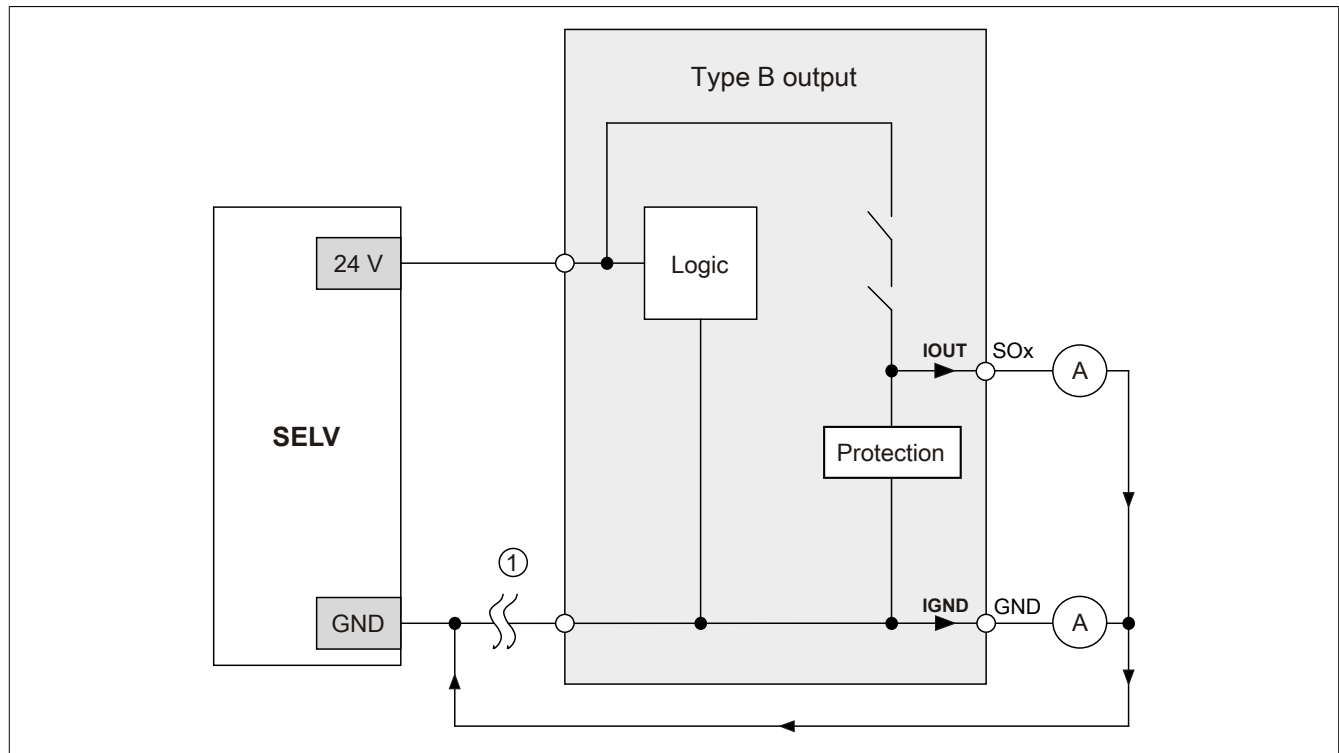 Type B output
24 V
Logic
IOUT
SOx
A
SELV
Protection
1
GND
IGND
GND
A